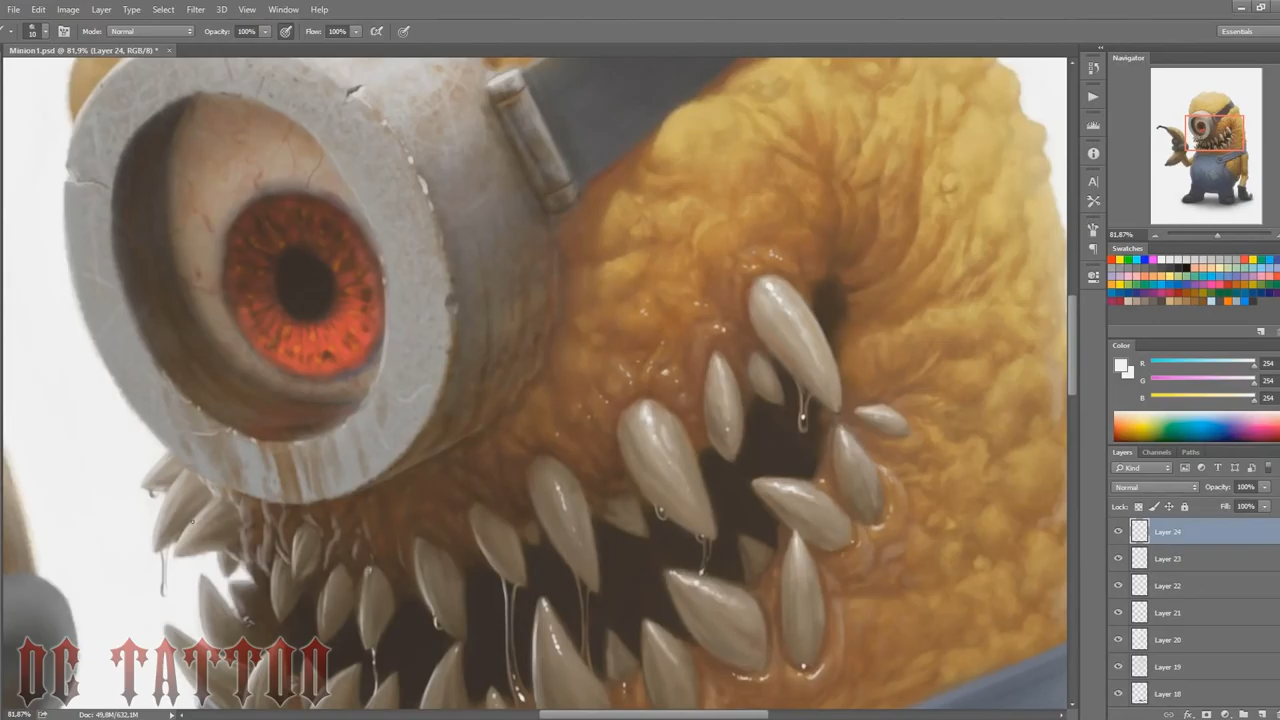 File Edit Image Layer Type Select Filter 3D View Window Help
10 Mode: Normal Opacity: 100% Flow: 100% Essentials
Minion1.psd @ 81,9% (Layer 24, RGB/8) * ×
Navigator
81,87%
Swatches
Color
R 254
G 254
B 254
Layers Channels Paths
Kind
Normal Opacity: 100%
Lock: Fill: 100%
Layer 24
Layer 23
Layer 22
Layer 21
Layer 20
Layer 19
Layer 18
DC TATTOO
81,87% Doc: 49,8M/632,1M